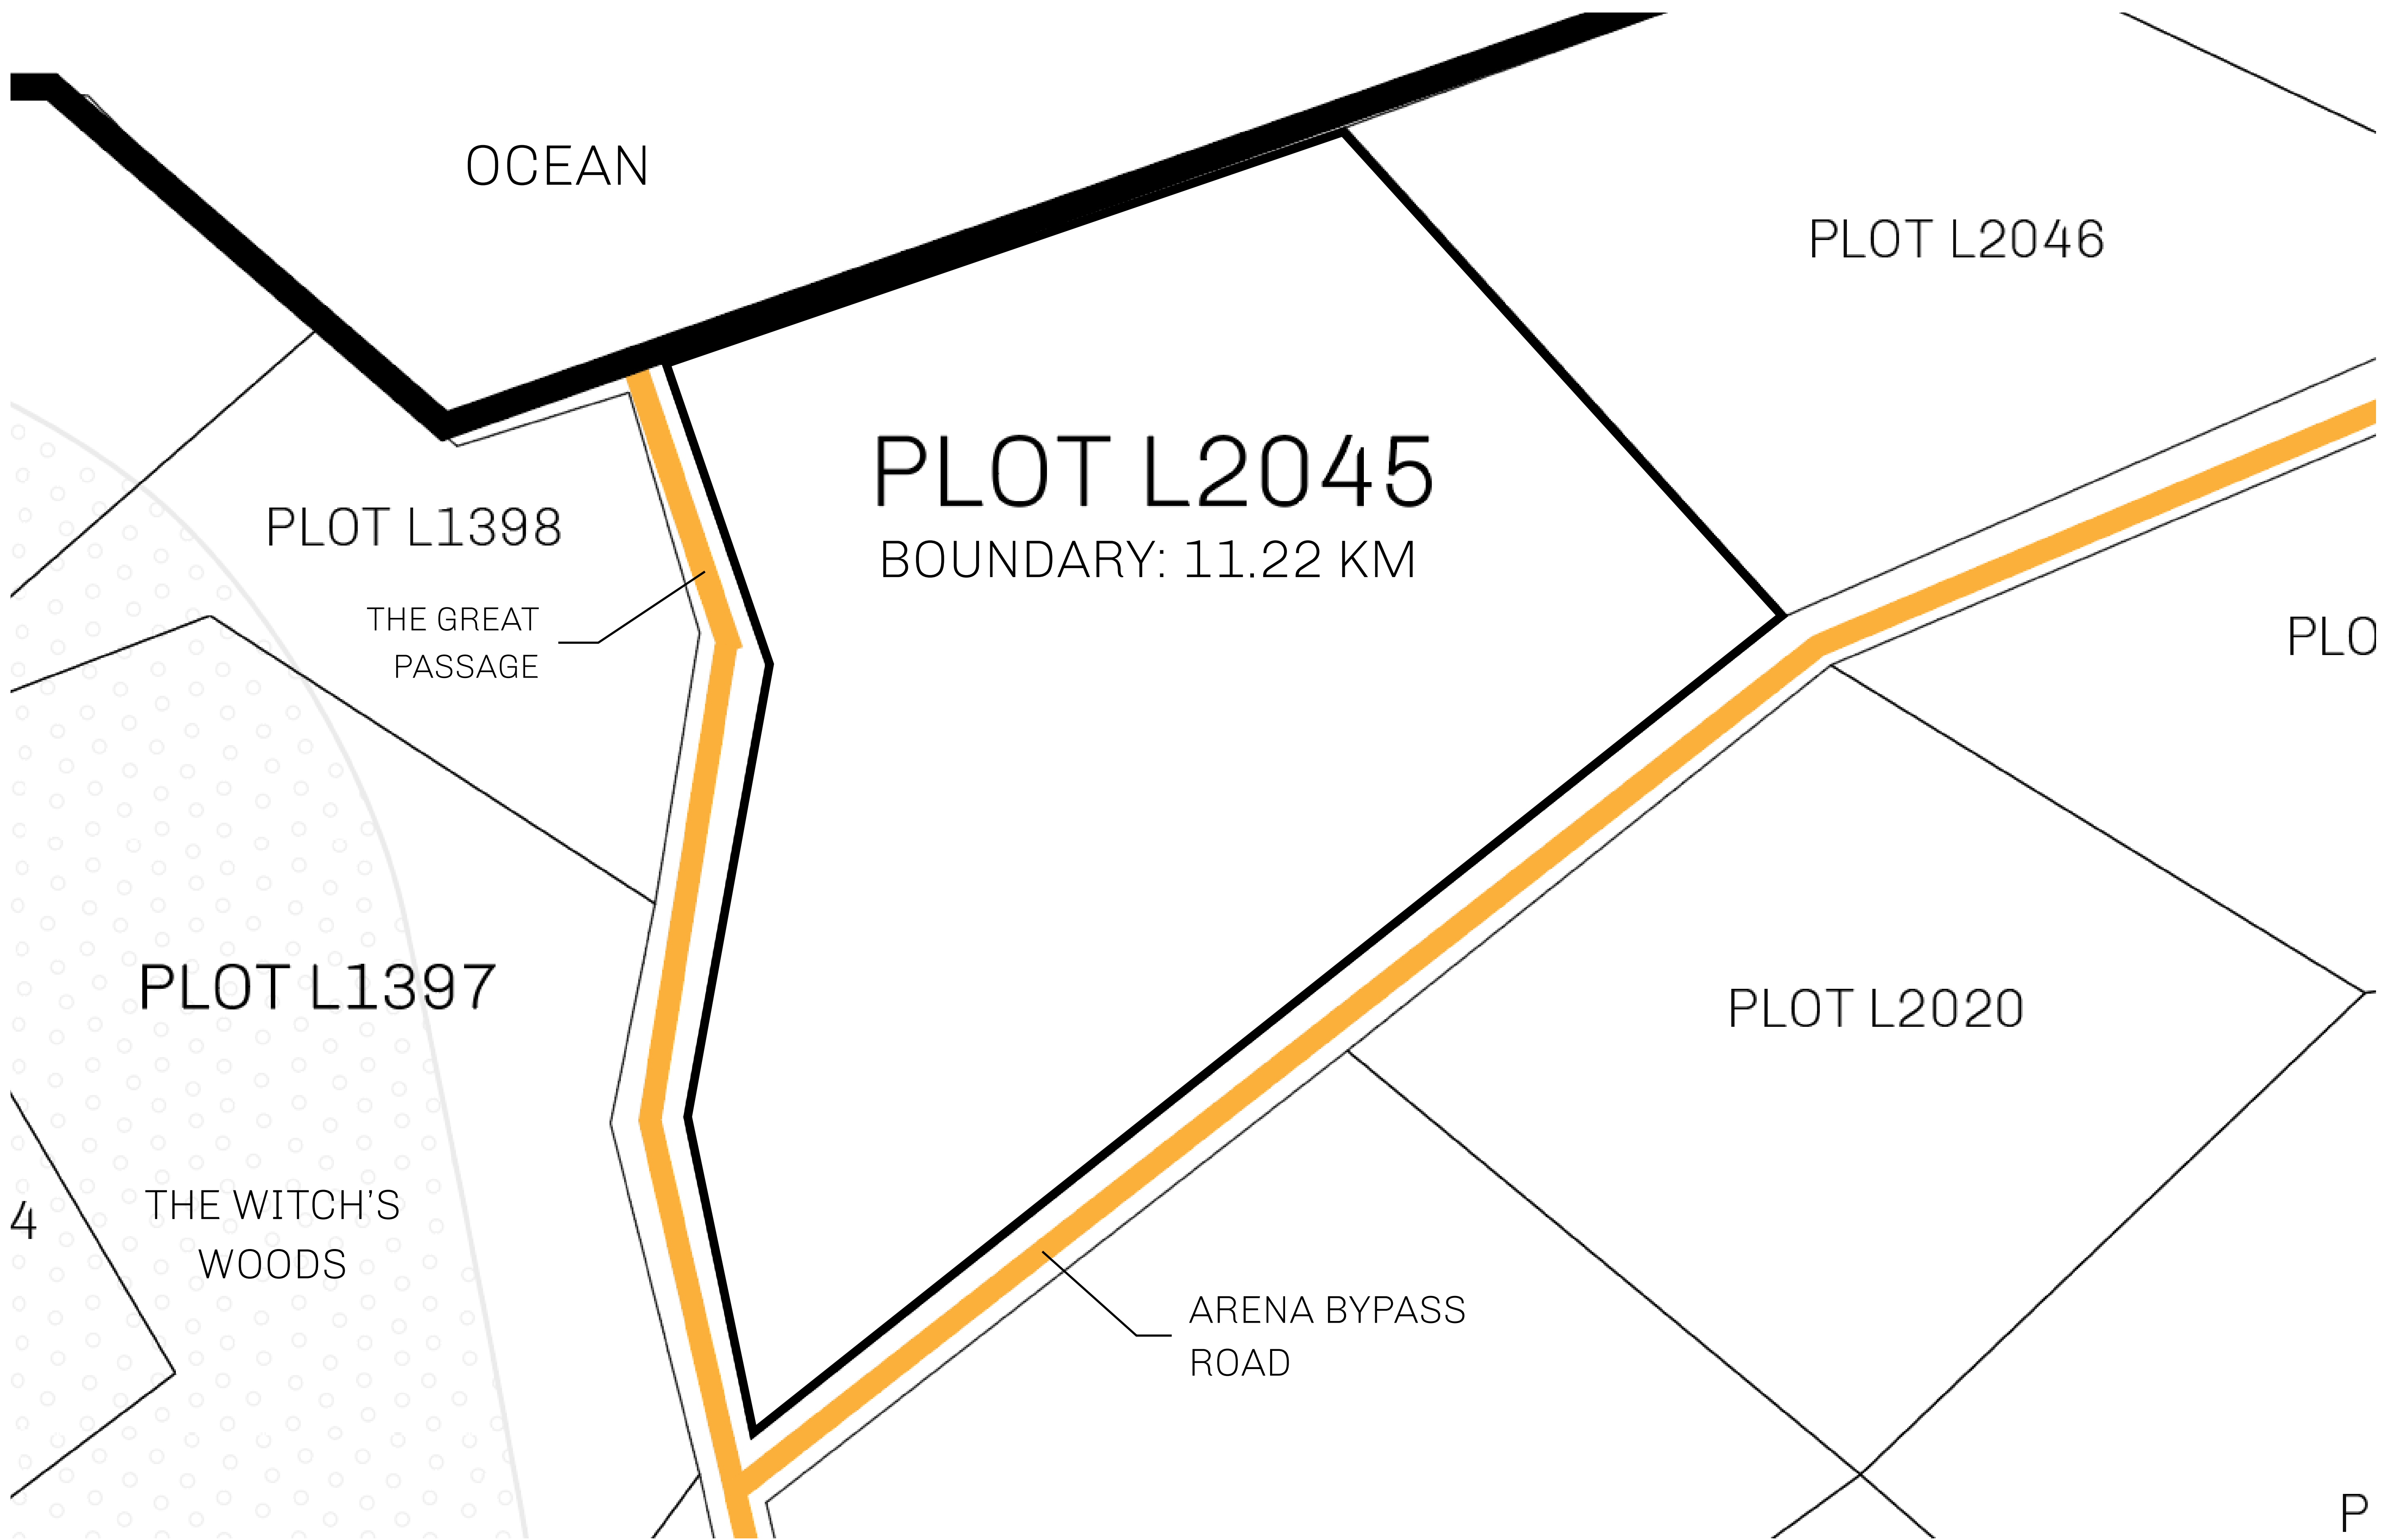 OCEAN
PLOT L2046
PLOT L2045
BOUNDARY: 11.22 KM
PLOT L1398
THE GREAT
PASSAGE
PLO
PLOT L1397
PLOT L2020
THE WITCH'S
WOODS
4
ARENA BYPASS
ROAD
P